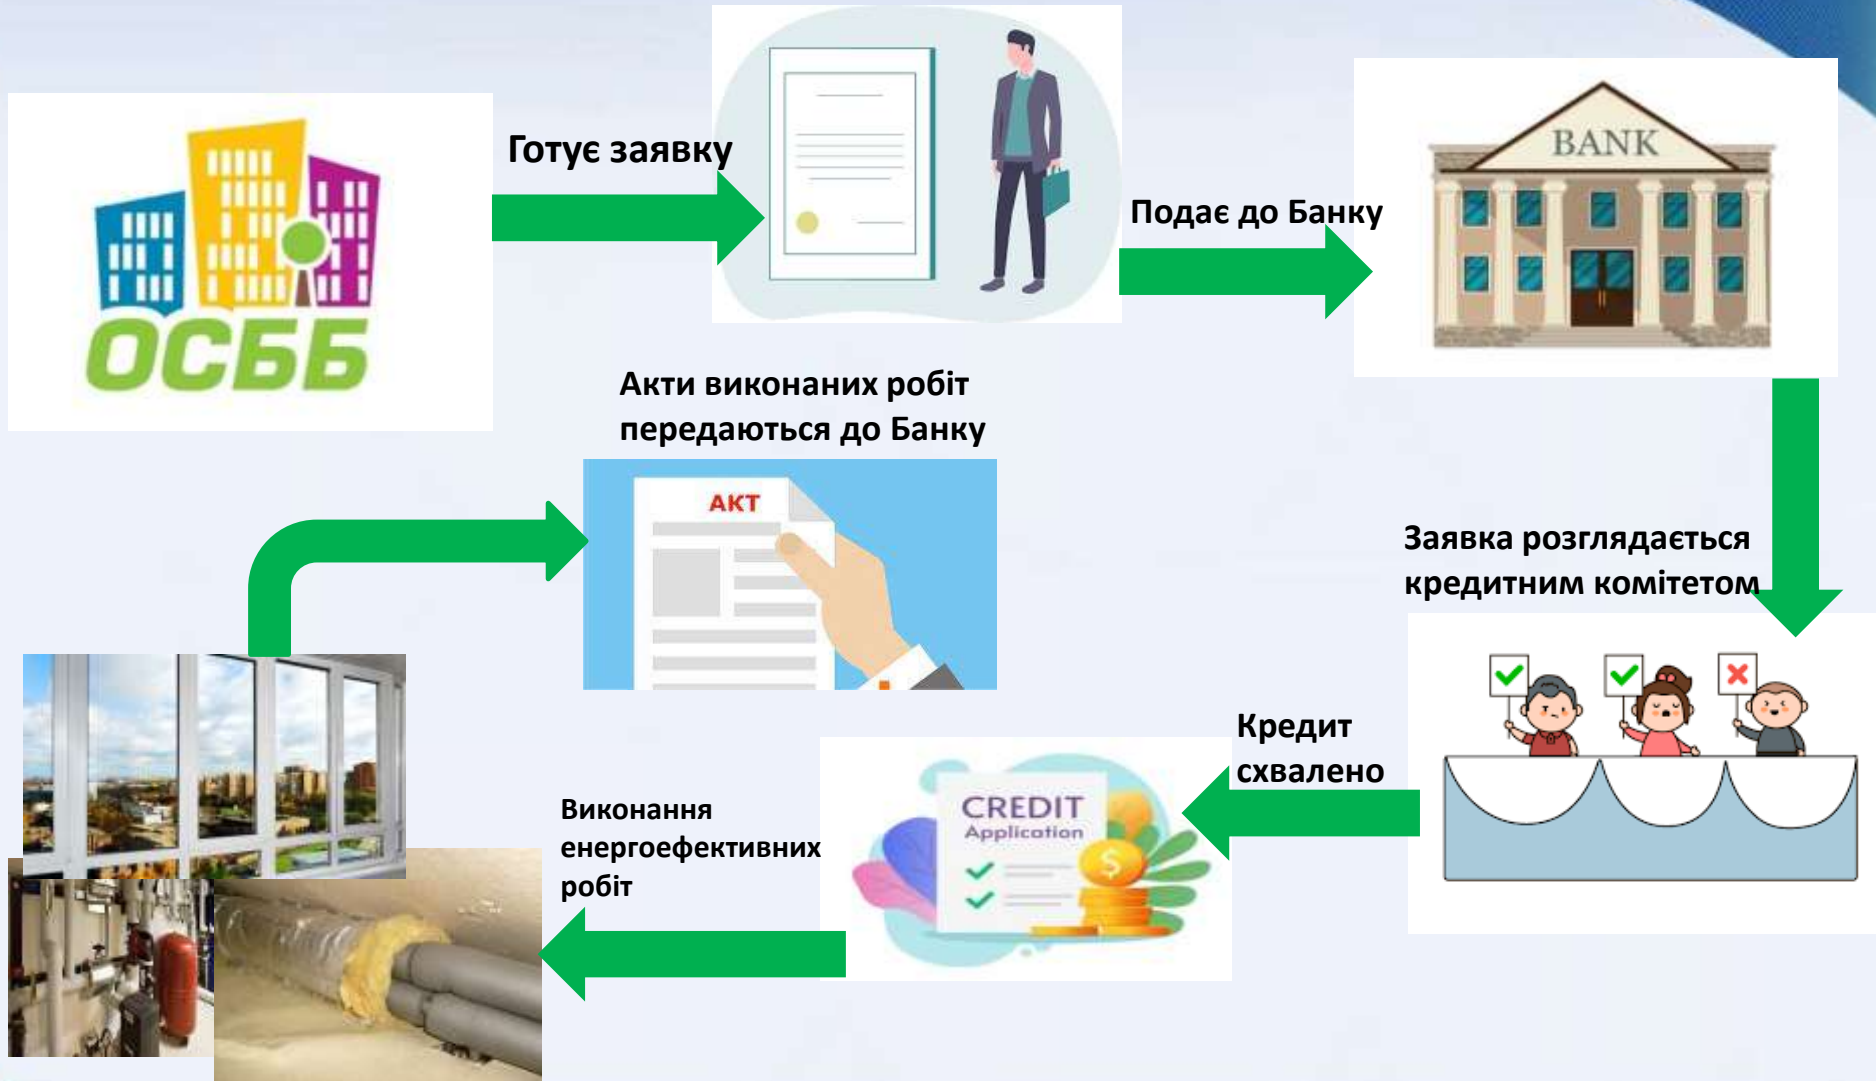 ОСББ
Готує заявку
Подає до Банку
BANK
Заявка розглядається
кредитним комітетом
Кредит
схвалено
CREDIT
Application
$
Виконання
енергоефективних
робіт
Акти виконаних робіт
передаються до Банку
АКТ